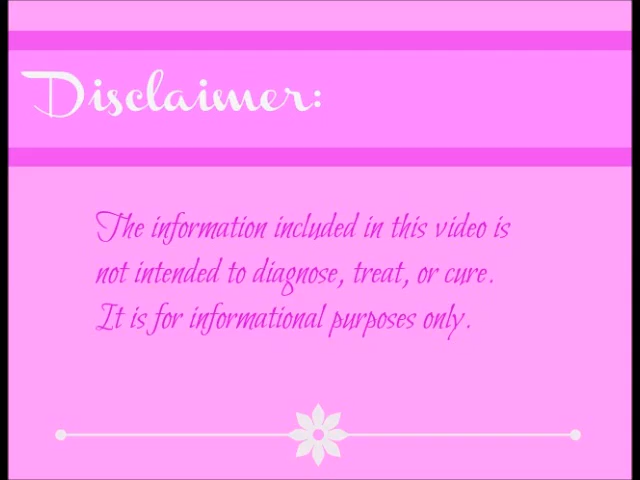 Disclaimer:
The information included in this video is
not intended to diagnose, treat, or cure.
It is for informational purposes only.